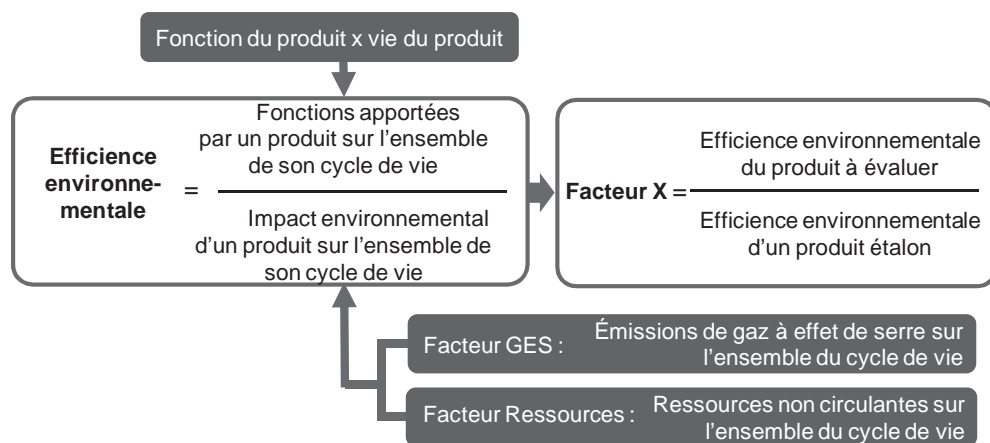 Fonction du produit x vie du produit
Fonctions apportées
par un produit sur l'ensemble
de son cycle de vie
Efficience
environne-
mentale
=
Impact environnemental
d'un produit sur l'ensemble de
son cycle de vie
Facteur X =
Efficience environnementale
du produit à évaluer
Efficience environnementale
d'un produit étalon
Facteur GES :
Émissions de gaz à effet de serre sur
l'ensemble du cycle de vie
Facteur Ressources :
Ressources non circulantes sur
l'ensemble du cycle de vie